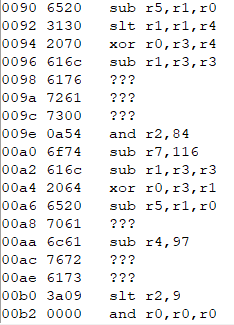 0090 6520 sub r5,r1,r0
0092 3130 slt r1,r1,r4
0094 2070 xor r0,r3,r4
0096 616c sub r1,r3,r3
0098 6176 ???
009a 7261 ???
009c 7300 ???
009e 0a54 and r2,84
00a0 6f74 sub r7,116
00a2 616c sub r1,r3,r3
00a4 2064 xor r0,r3,r1
00a6 6520 sub r5,r1,r0
00a8 7061 ???
00aa 6c61 sub r4,97
00ac 7672 ???
00ae 6173 ???
00b0 3a09 slt r2,9
00b2 0000 and r0,r0,r0